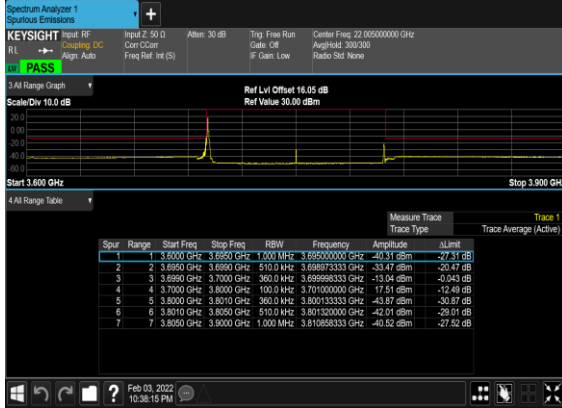 Spectrum Analyzer 1
Spurious Emissions
+
KEYSIGHT Input: RF Input Z: 50 Ω Atten: 30 dB Trig: Free Run Center Freq: 22.005000000 GHz
RL Coupling: DC Corr CCorr Gate: Off Avg|Hold: 300/300
Align: Auto Freq Ref: Int (S) IF Gain: Low Radio Std: None
PASS
3 All Range Graph
Ref Lvl Offset 16.05 dB
Scale/Div 10.0 dB Ref Value 30.00 dBm
20.0
0.00
-20.0
-40.0
-60.0
Start 3.600 GHz Stop 3.900 GH
4 All Range Table
Measure Trace Trace 1
Trace Type Trace Average (Active)
Spur Range Start Freq Stop Freq RBW Frequency Amplitude ΔLimit
1 1 3.6000 GHz 3.6950 GHz 1.000 MHz 3.695000000 GHz -40.31 dBm -27.31 dB
2 2 3.6950 GHz 3.6990 GHz 510.0 kHz 3.698973333 GHz -33.47 dBm -20.47 dB
3 3 3.6990 GHz 3.7000 GHz 360.0 kHz 3.699998333 GHz -13.04 dBm -0.043 dB
4 4 3.7000 GHz 3.8000 GHz 100.0 kHz 3.701000000 GHz 17.51 dBm -12.49 dB
5 5 3.8000 GHz 3.8010 GHz 360.0 kHz 3.800133333 GHz -43.87 dBm -30.87 dB
6 6 3.8010 GHz 3.8050 GHz 510.0 kHz 3.801320000 GHz -42.01 dBm -29.01 dB
7 7 3.8050 GHz 3.9000 GHz 1.000 MHz 3.810858333 GHz -40.52 dBm -27.52 dB
? Feb 03, 2022
10:38:15 PM